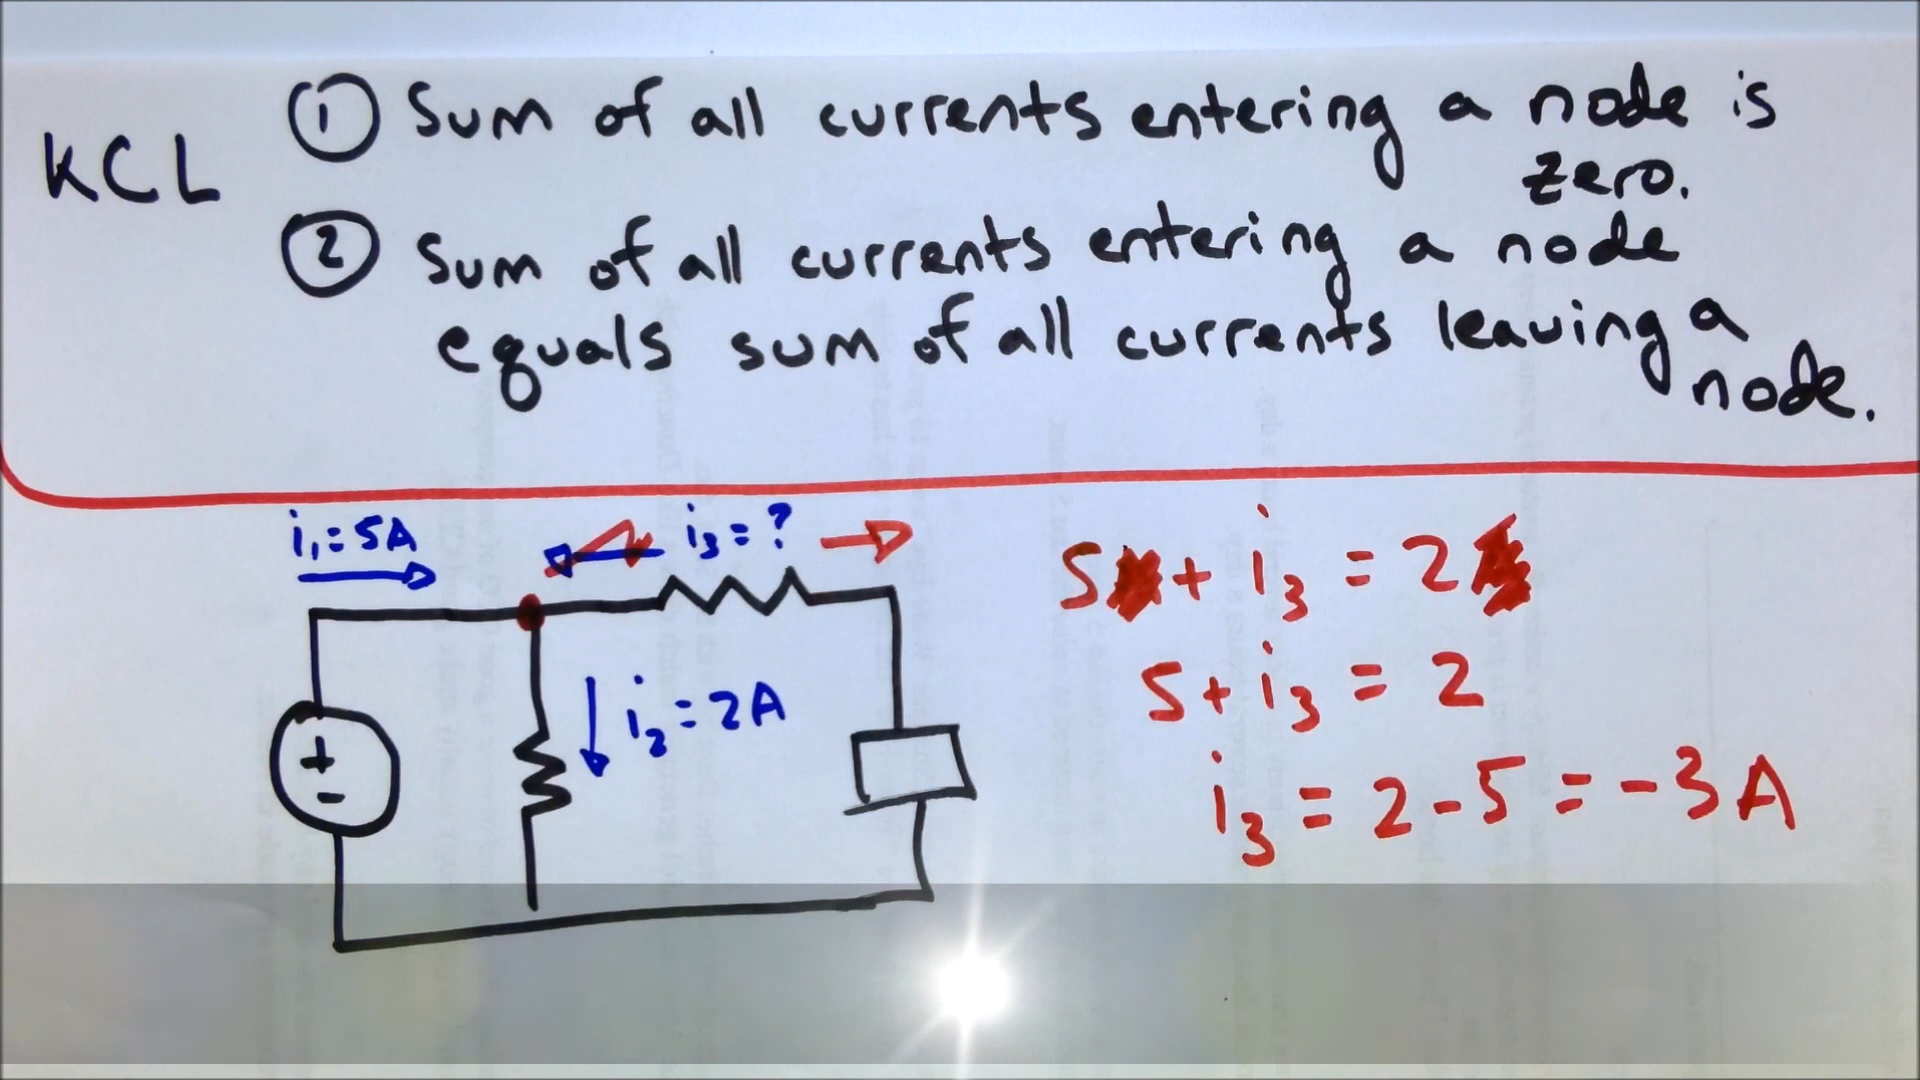 KCL
① Sum of all currents entering a node is
zero.
② Sum of all currents entering a node
equals sum of all currents leaving a
node.
i₁=5A
i₃=?
i₂=2A
+
-
5 + i₃ = 2
5+i₃ = 2
i₃ = 2-5 = -3A